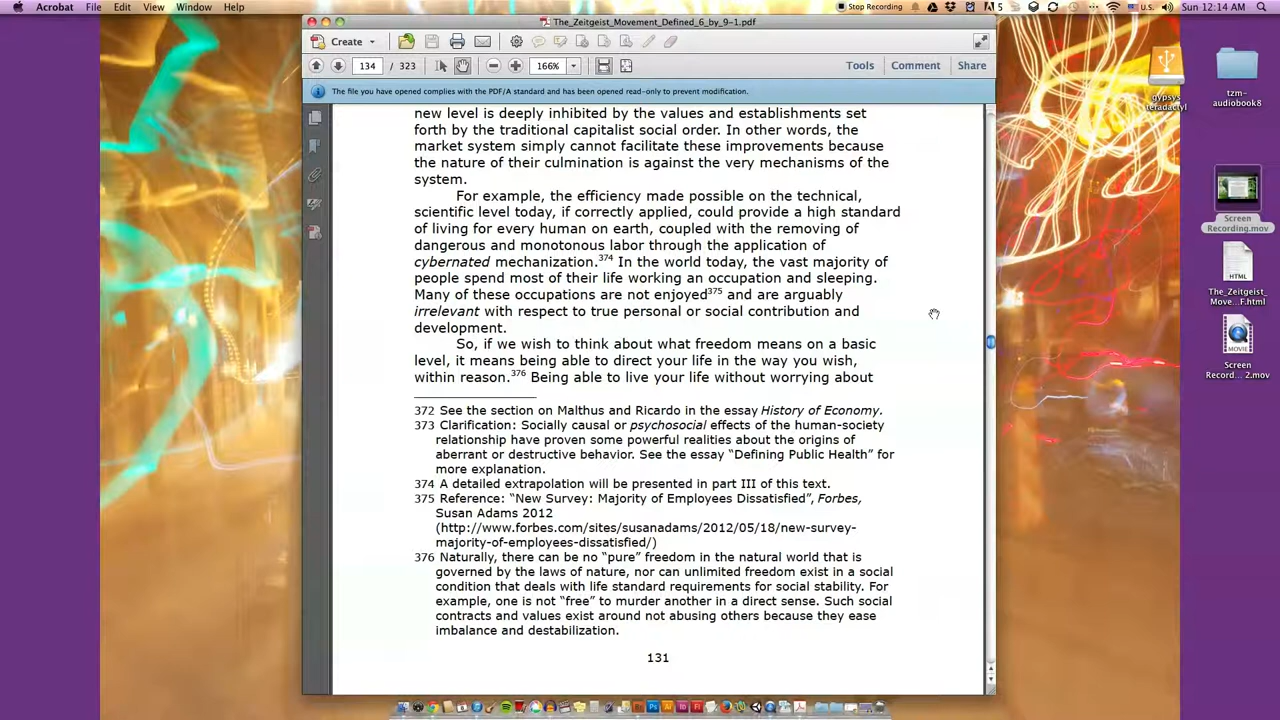 Acrobat File Edit View Window Help
Stop Recording
5
U.S.
Sun 12:14 AM
The_Zeitgeist_Movement_Defined_6_by_9-1.pdf
Create
134 / 323
166%
Tools Comment Share
The file you have opened complies with the PDF/A standard and has been opened read-only to prevent modification.
new level is deeply inhibited by the values and establishments set
forth by the traditional capitalist social order. In other words, the
market system simply cannot facilitate these improvements because
the nature of their culmination is against the very mechanisms of the
system.
For example, the efficiency made possible on the technical,
scientific level today, if correctly applied, could provide a high standard
of living for every human on earth, coupled with the removing of
dangerous and monotonous labor through the application of
cybernated mechanization.374 In the world today, the vast majority of
people spend most of their life working an occupation and sleeping.
Many of these occupations are not enjoyed375 and are arguably
irrelevant with respect to true personal or social contribution and
development.
So, if we wish to think about what freedom means on a basic
level, it means being able to direct your life in the way you wish,
within reason.376 Being able to live your life without worrying about
372 See the section on Malthus and Ricardo in the essay History of Economy.
373 Clarification: Socially causal or psychosocial effects of the human-society
relationship have proven some powerful realities about the origins of
aberrant or destructive behavior. See the essay “Defining Public Health” for
more explanation.
374 A detailed extrapolation will be presented in part III of this text.
375 Reference: “New Survey: Majority of Employees Dissatisfied”, Forbes,
Susan Adams 2012
(http://www.forbes.com/sites/susanadams/2012/05/18/new-survey-
majority-of-employees-dissatisfied/)
376 Naturally, there can be no “pure” freedom in the natural world that is
governed by the laws of nature, nor can unlimited freedom exist in a social
condition that deals with life standard requirements for social stability. For
example, one is not “free” to murder another in a direct sense. Such social
contracts and values exist around not abusing others because they ease
imbalance and destabilization.
131
gypsys
teradactyl
tzm-
audiobook8
Screen
Recording.mov
HTML
The_Zeitgeist_
Move...F.html
MOVIE
Screen
Record... 2.mov